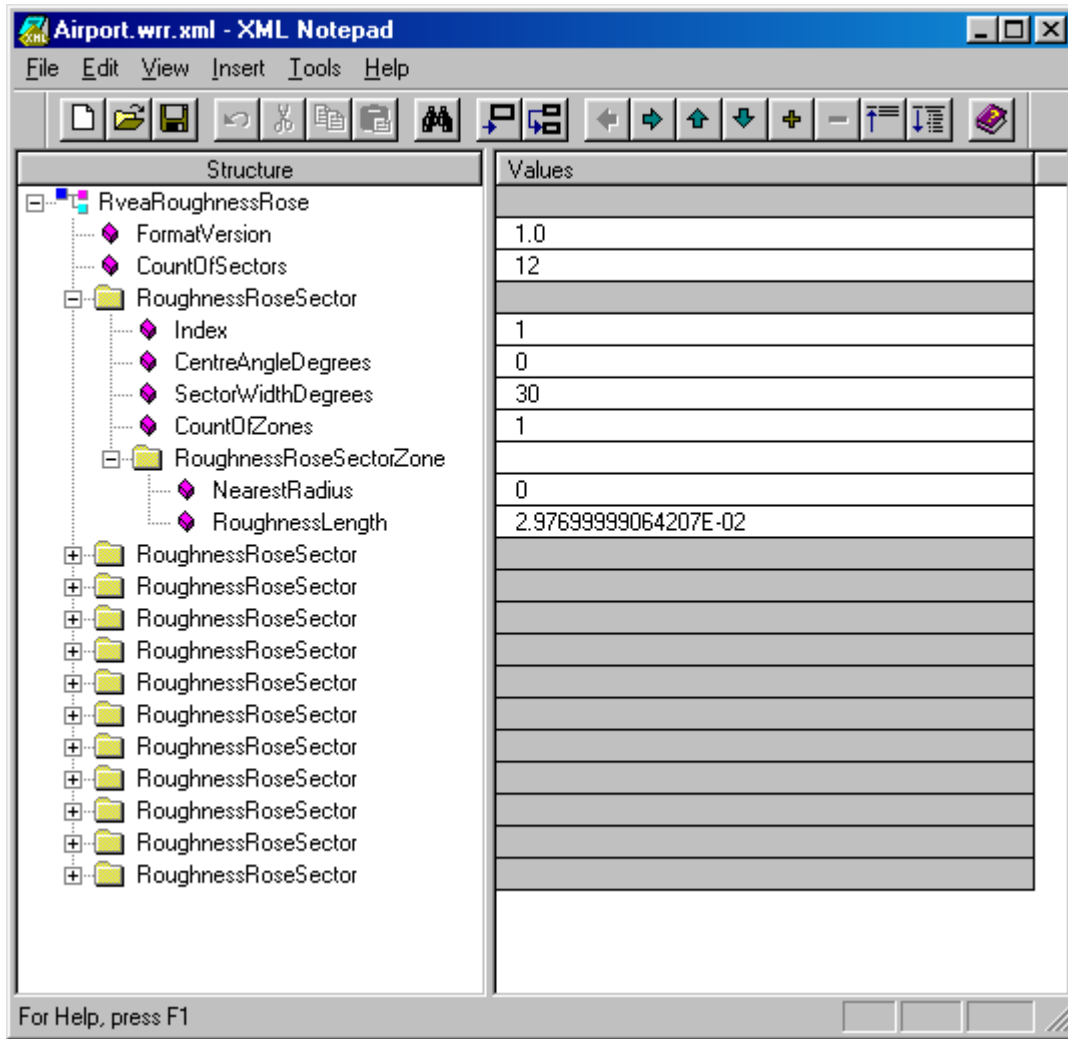 Airport.wrr.xml - XML Notepad
File Edit View Insert Tools Help
Structure Values
RveaRoughnessRose
FormatVersion 1.0
CountOfSectors 12
RoughnessRoseSector
Index 1
CentreAngleDegrees 0
SectorWidthDegrees 30
CountOfZones 1
RoughnessRoseSectorZone
NearestRadius 0
RoughnessLength 2.97699999064207E-02
RoughnessRoseSector
RoughnessRoseSector
RoughnessRoseSector
RoughnessRoseSector
RoughnessRoseSector
RoughnessRoseSector
RoughnessRoseSector
RoughnessRoseSector
RoughnessRoseSector
RoughnessRoseSector
RoughnessRoseSector
For Help, press F1